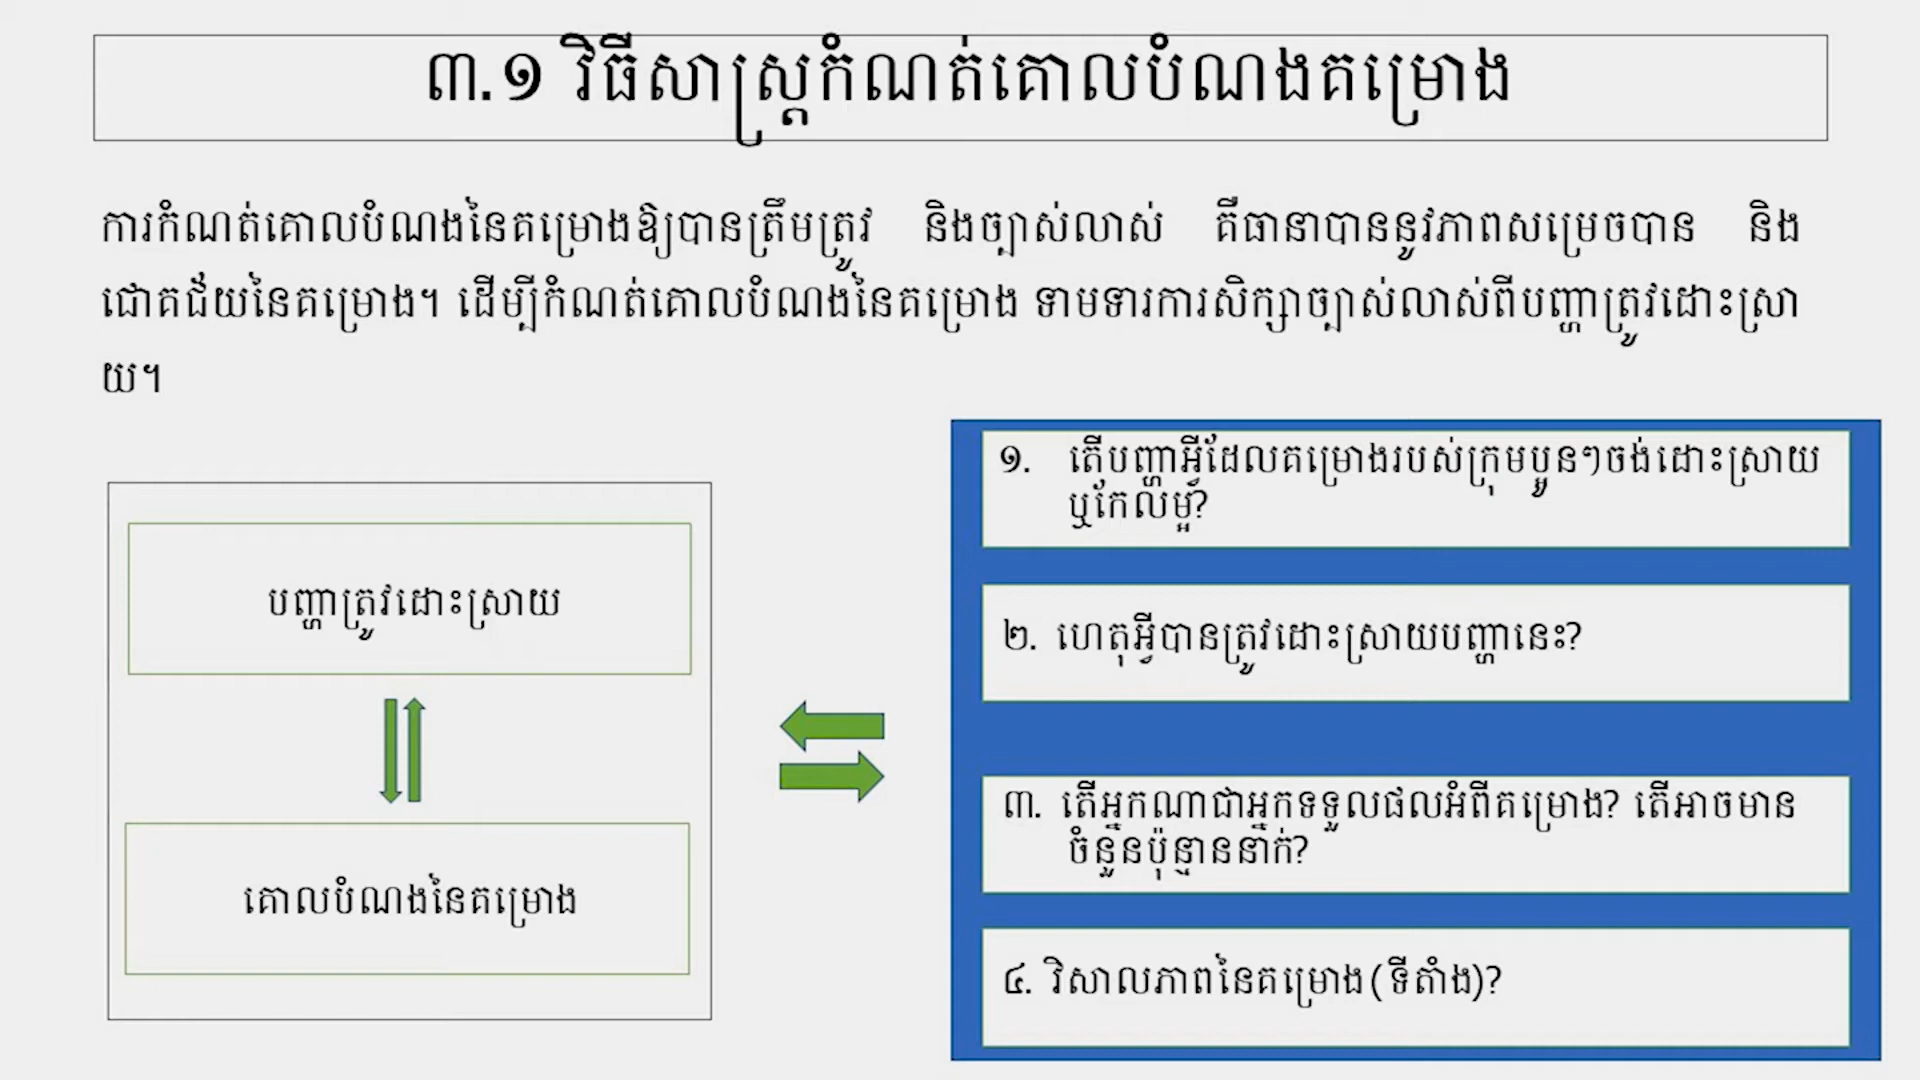 ៣.១ វិធីសាស្ត្រកំណត់គោលបំណងគម្រោង
ការកំណត់គោលបំណងនៃគម្រោងឱ្យបានត្រឹមត្រូវ និងច្បាស់លាស់ គឺធានាបាននូវភាពសម្រេចបាន និង
ជោគជ័យនៃគម្រោង។ ដើម្បីកំណត់គោលបំណងនៃគម្រោង ទាមទារការសិក្សាច្បាស់លាស់ពីបញ្ហាត្រូវដោះស្រា
យ។
បញ្ហាត្រូវដោះស្រាយ
គោលបំណងនៃគម្រោង
១. តើបញ្ហាអ្វីដែលគម្រោងរបស់ក្រុមប្អូនៗចង់ដោះស្រាយ
ឬកែលម្អ?
២. ហេតុអ្វីបានត្រូវដោះស្រាយបញ្ហានេះ?
៣. តើអ្នកណាជាអ្នកទទួលផលអំពីគម្រោង? តើអាចមាន
ចំនួនប៉ុន្មាននាក់?
៤. វិសាលភាពនៃគម្រោង(ទីតាំង)?